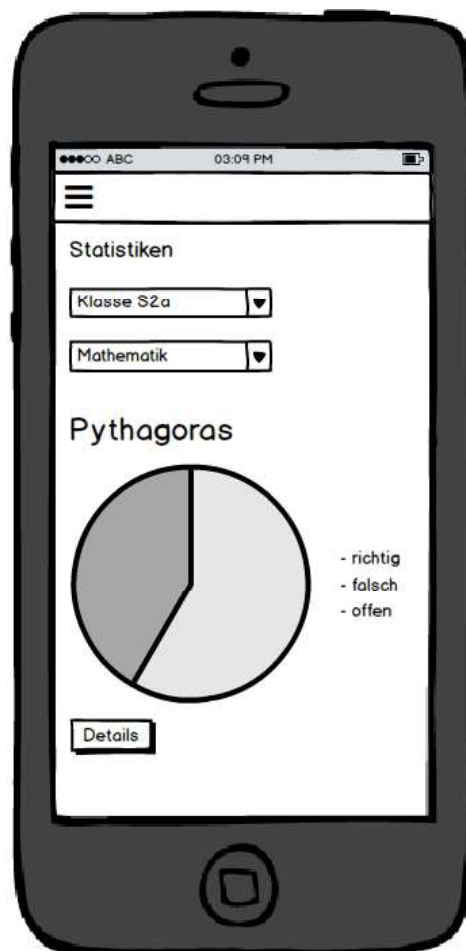 ABC 03:09 PM
Statistiken
Klasse S2a
Mathematik
Pythagoras
- richtig
- falsch
- offen
Details